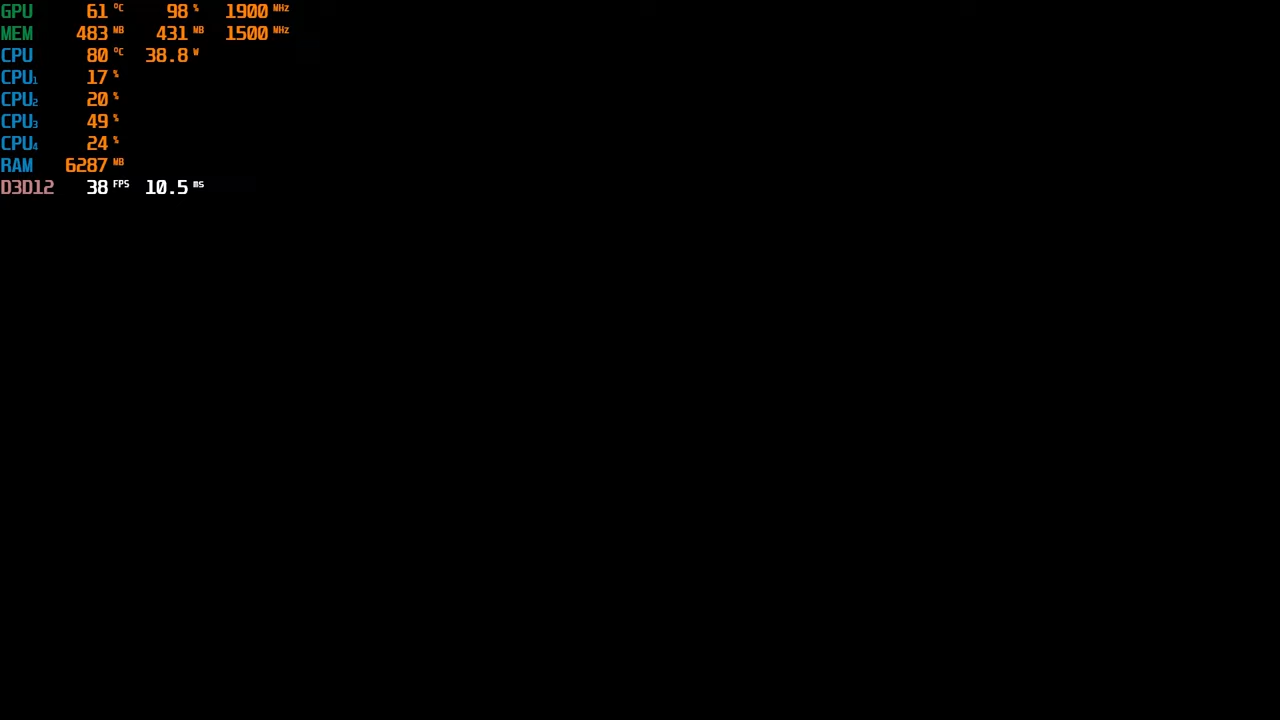 GPU 61 °C 98 % 1900 MHz
MEM 483 MB 431 MB 1500 MHz
CPU 80 °C 38.8 W
CPU1 17 %
CPU2 20 %
CPU3 49 %
CPU4 24 %
RAM 6287 MB
D3D12 38 FPS 10.5 ms